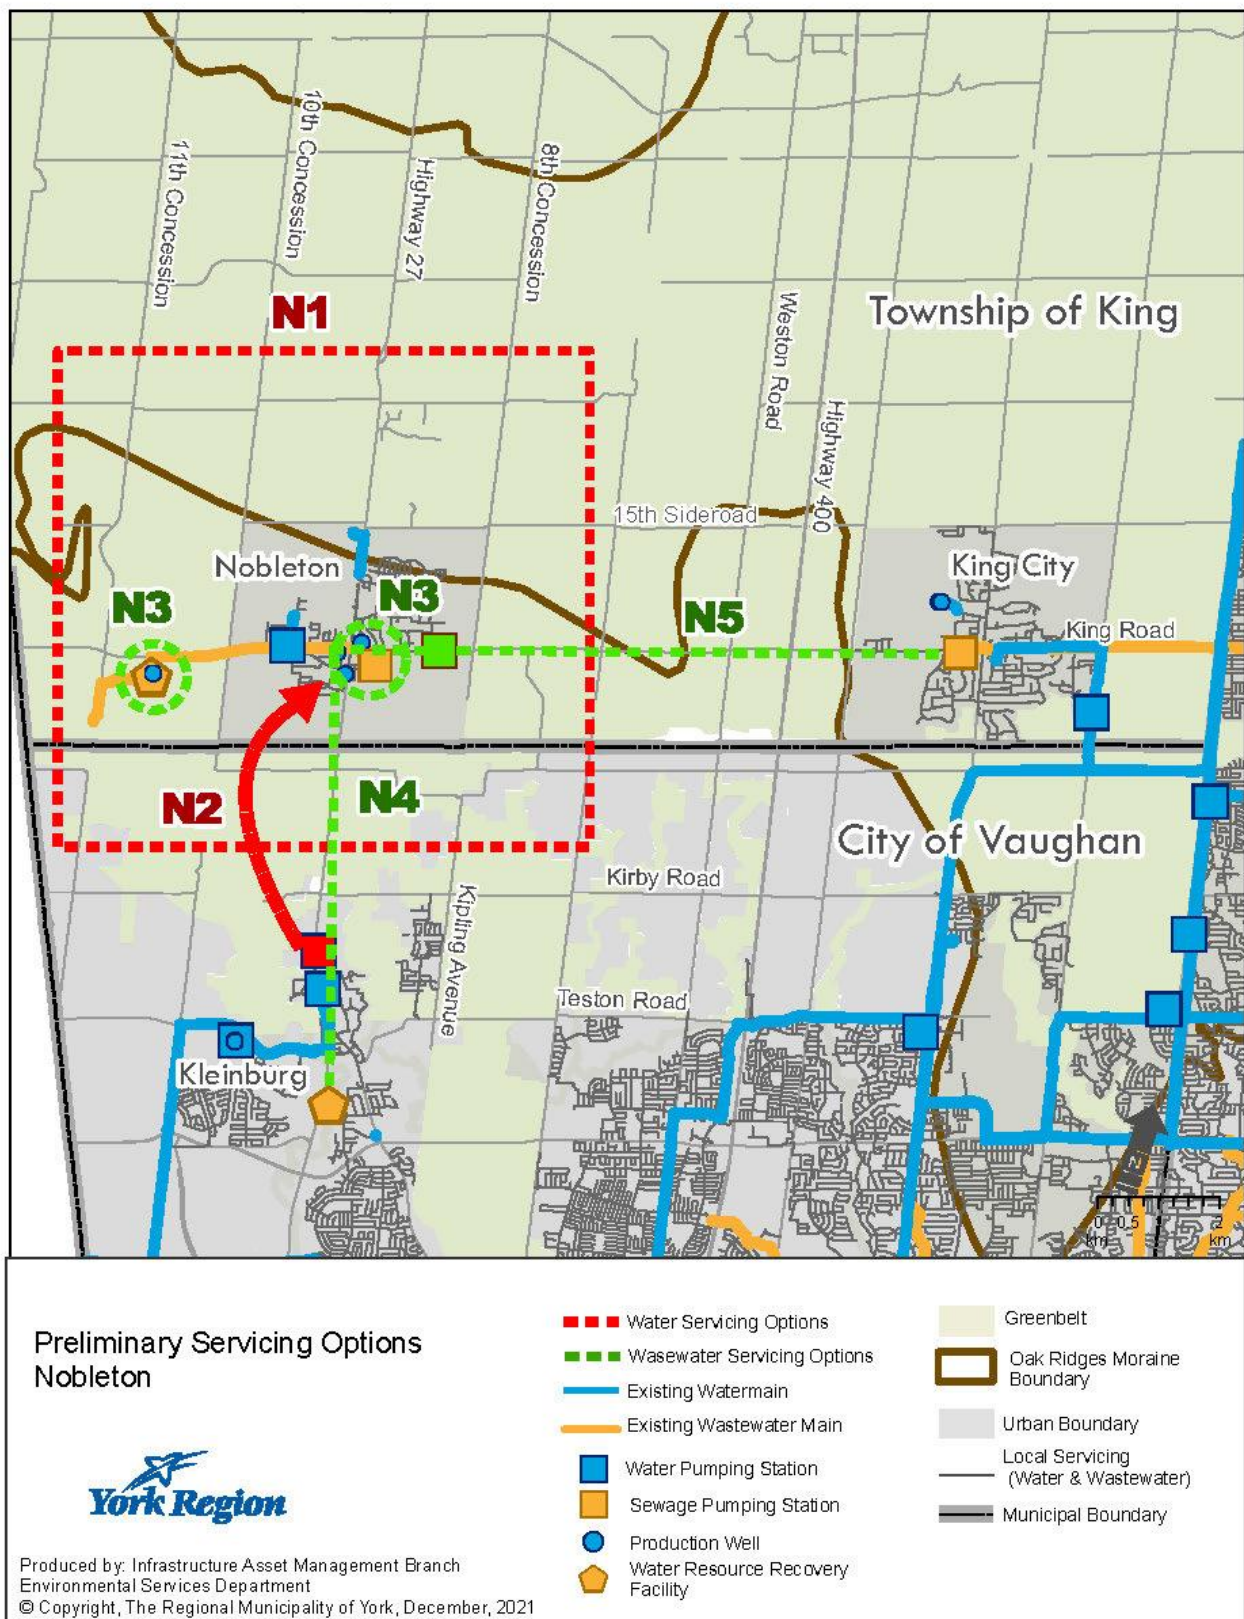 11th Concession
10th Concession
Highway 27
8th Concession
N1
Township of King
Weston Road
Highway 400
15th Sideroad
Nobleton
King City
N3
N3
N5
King Road
N2
N4
City of Vaughan
Kirby Road
Kipling Avenue
Teston Road
Kleinburg
0 0.5 1 2
km km
Preliminary Servicing Options
Nobleton
York Region
Produced by: Infrastructure Asset Management Branch
Environmental Services Department
© Copyright, The Regional Municipality of York, December, 2021
Water Servicing Options
Wasewater Servicing Options
Existing Watermain
Existing Wastewater Main
Water Pumping Station
Sewage Pumping Station
Production Well
Water Resource Recovery
Facility
Greenbelt
Oak Ridges Moraine
Boundary
Urban Boundary
Local Servicing
(Water & Wastewater)
Municipal Boundary